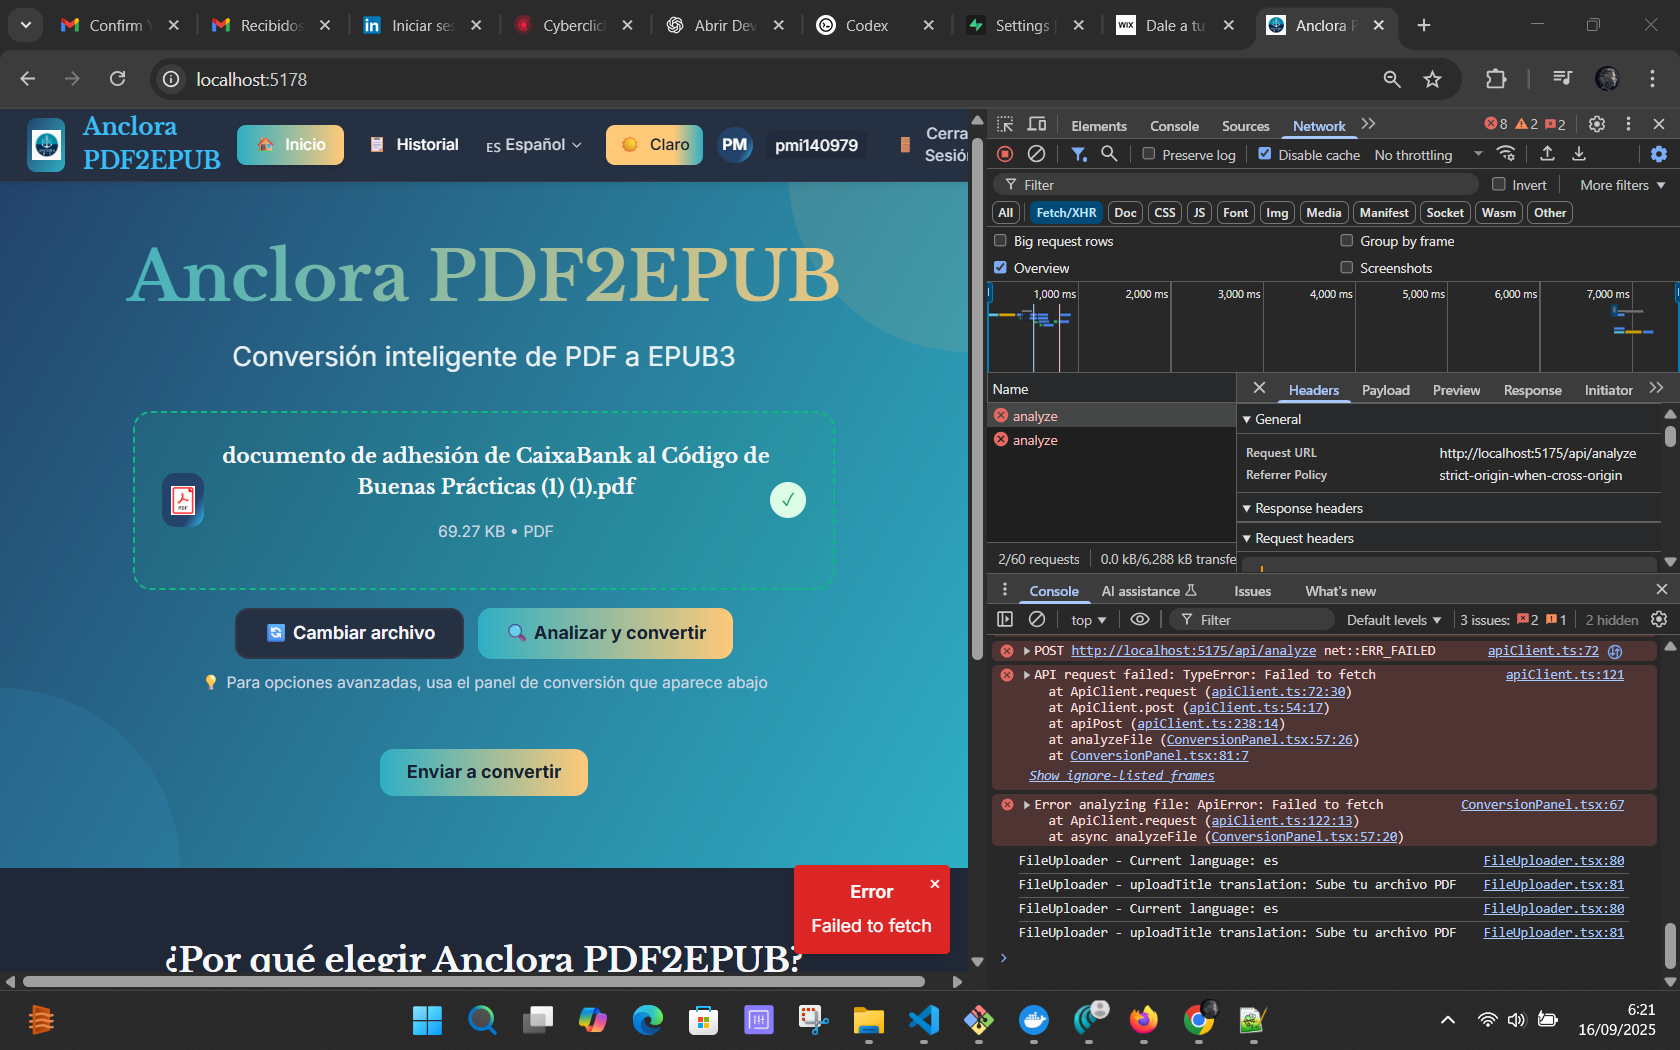 Confirm Y
Recibidos
Iniciar ses
Cyberclic
Abrir Dev
Codex
Settings
WIX
Dale a tu
Anclora P
localhost:5178
Anclora
PDF2EPUB
Inicio
Historial
ES Español
Claro
PM
pmi140979
Cerra
Sesión
Anclora PDF2EPUB
Conversión inteligente de PDF a EPUB3
documento de adhesión de CaixaBank al Código de
Buenas Prácticas (1) (1).pdf
PDF
69.27 KB • PDF
✓
Cambiar archivo
Analizar y convertir
Para opciones avanzadas, usa el panel de conversión que aparece abajo
Enviar a convertir
¿Por qué elegir Anclora PDF2EPUB?
Error
Failed to fetch
Elements
Console
Sources
Network
8
2
2
Preserve log
Disable cache
No throttling
Filter
Invert
More filters
All
Fetch/XHR
Doc
CSS
JS
Font
Img
Media
Manifest
Socket
Wasm
Other
Big request rows
Group by frame
Overview
Screenshots
1,000 ms
2,000 ms
3,000 ms
4,000 ms
5,000 ms
6,000 ms
7,000 ms
Name
analyze
analyze
2/60 requests
0.0 kB/6,288 kB transfe
Headers
Payload
Preview
Response
Initiator
General
Request URL
http://localhost:5175/api/analyze
Referrer Policy
strict-origin-when-cross-origin
Response headers
Request headers
Console
AI assistance
Issues
What's new
top
Filter
Default levels
3 issues: 2 1
2 hidden
POST http://localhost:5175/api/analyze net::ERR_FAILED
apiClient.ts:72
API request failed: TypeError: Failed to fetch
apiClient.ts:121
at ApiClient.request (apiClient.ts:72:30)
at ApiClient.post (apiClient.ts:54:17)
at apiPost (apiClient.ts:238:14)
at analyzeFile (ConversionPanel.tsx:57:26)
at ConversionPanel.tsx:81:7
Show ignore-listed frames
Error analyzing file: ApiError: Failed to fetch
ConversionPanel.tsx:67
at ApiClient.request (apiClient.ts:122:13)
at async analyzeFile (ConversionPanel.tsx:57:20)
FileUploader - Current language: es
FileUploader.tsx:80
FileUploader - uploadTitle translation: Sube tu archivo PDF
FileUploader.tsx:81
FileUploader - Current language: es
FileUploader.tsx:80
FileUploader - uploadTitle translation: Sube tu archivo PDF
FileUploader.tsx:81
6:21
16/09/2025